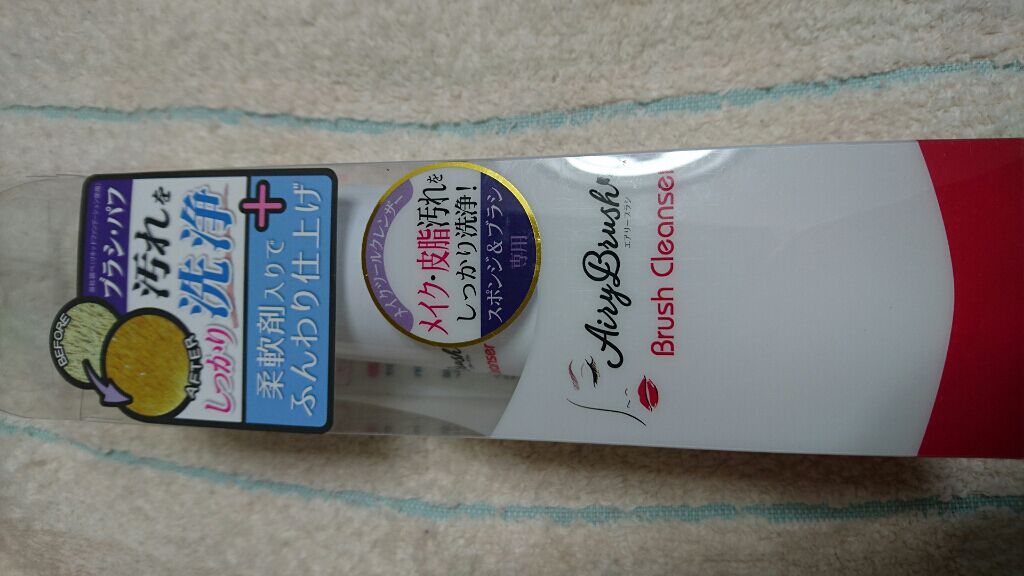 ブラシ・パフ
汚れを
しっかり洗浄
+
柔軟剤入りで
ふんわり仕上げ
BEFORE
AFTER
メイクツールクレンザー
メイク・皮脂汚れを
しっかり洗浄!
スポンジ&ブラシ
専用
AiryBrush
エアリーブラシ
Brush Cleanser